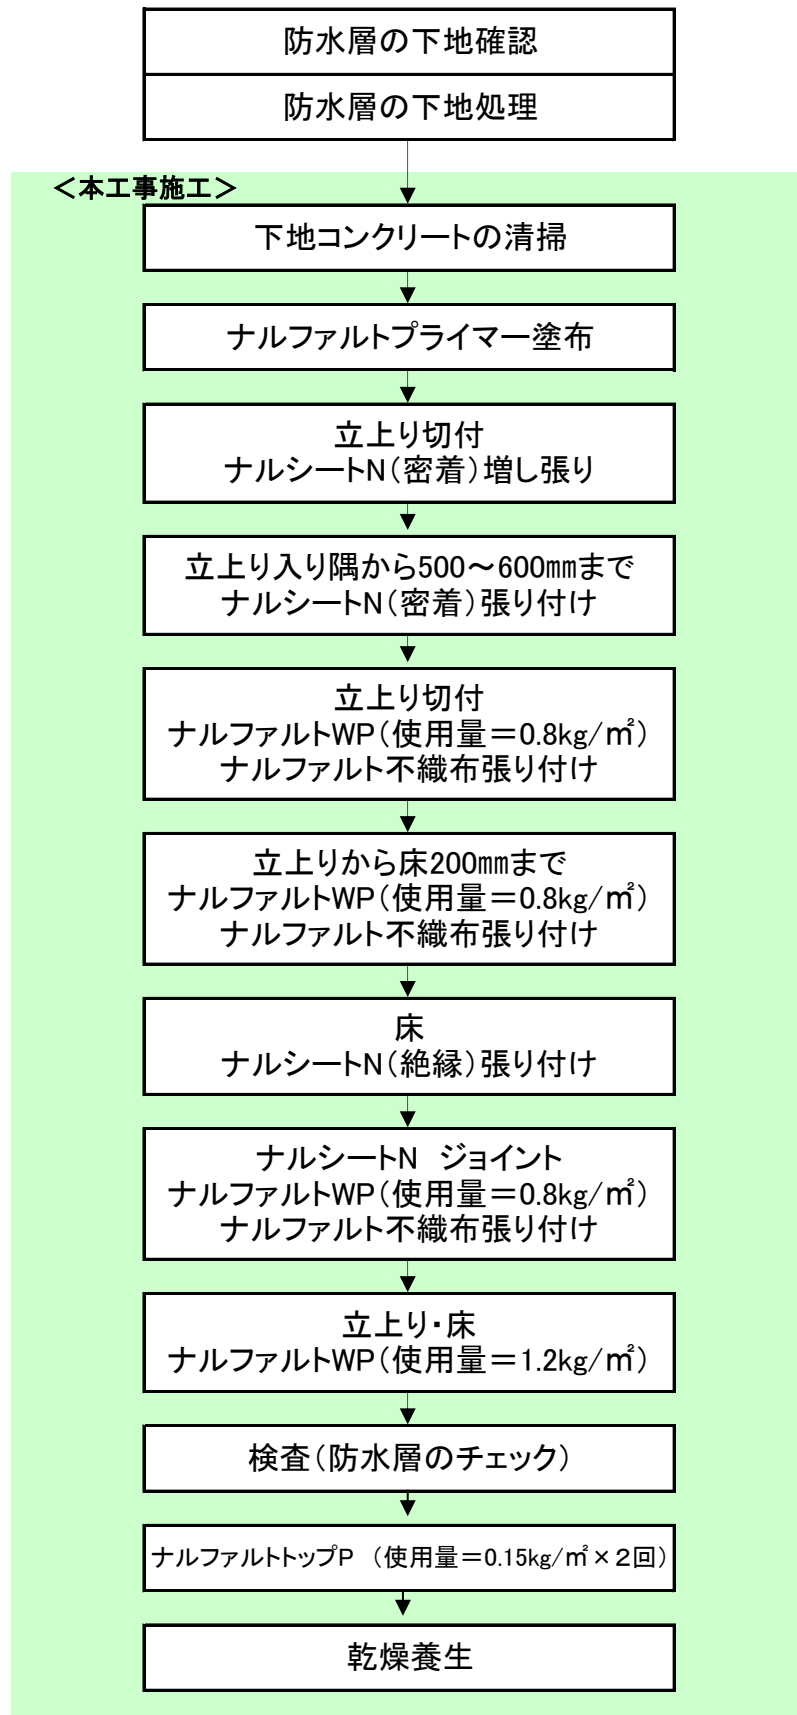 防水層の下地確認
防水層の下地処理
＜本工事施工＞
下地コンクリートの清掃
ナルファルトプライマー塗布
立上り切付
ナルシートN（密着）増し張り
立上り入り隅から500～600㎜まで
ナルシートN（密着）張り付け
立上り切付
ナルファルトWP（使用量＝0.8kg/㎡）
ナルファルト不織布張り付け
立上りから床200㎜まで
ナルファルトWP（使用量＝0.8kg/㎡）
ナルファルト不織布張り付け
床
ナルシートN（絶縁）張り付け
ナルシートN　ジョイント
ナルファルトWP（使用量＝0.8kg/㎡）
ナルファルト不織布張り付け
立上り・床
ナルファルトWP（使用量＝1.2kg/㎡）
検査（防水層のチェック）
ナルファルトトップP　（使用量＝0.15kg/㎡×２回）
乾燥養生